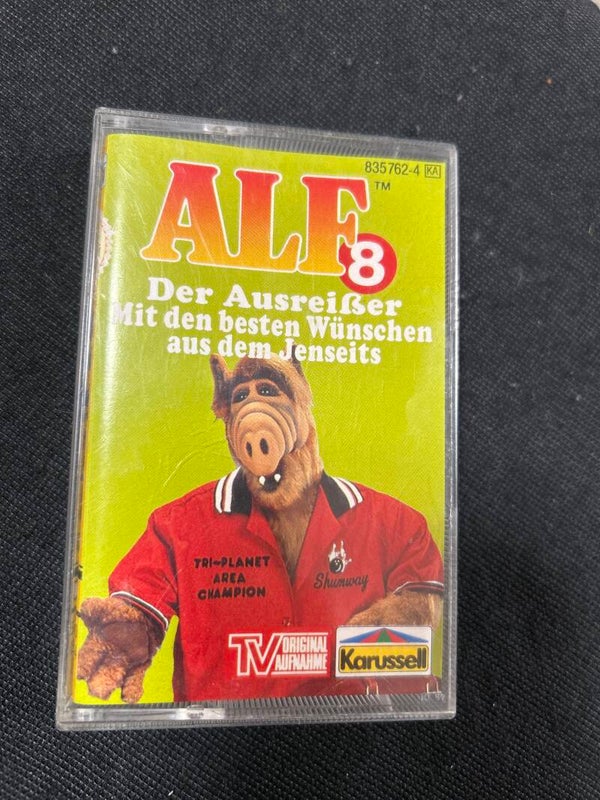 835762-4 KA
ALF™
8
Der Ausreißer
Mit den besten Wünschen
aus dem Jenseits
TRI-PLANET
AREA
CHAMPION
Shumway
TV ORIGINAL
AUFNAHME
Karussell